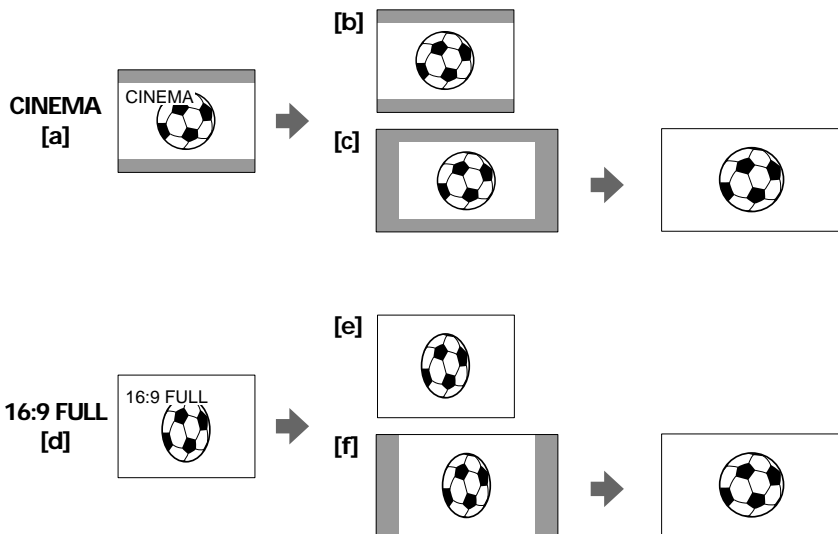 [b]
CINEMA
CINEMA
[a]
[c]
[e]
16:9 FULL
16:9 FULL
[d]
[f]